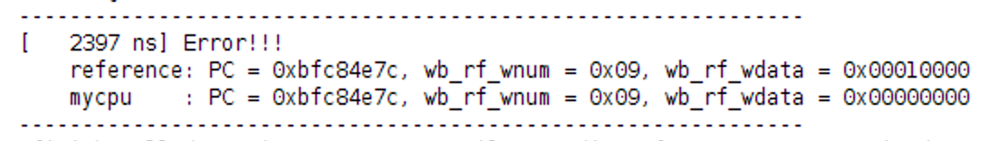 ---------------------------------------------------------------
[   2397 ns] Error!!!
    reference: PC = 0xbfc84e7c, wb_rf_wnum = 0x09, wb_rf_wdata = 0x00010000
    mycpu    : PC = 0xbfc84e7c, wb_rf_wnum = 0x09, wb_rf_wdata = 0x00000000
---------------------------------------------------------------